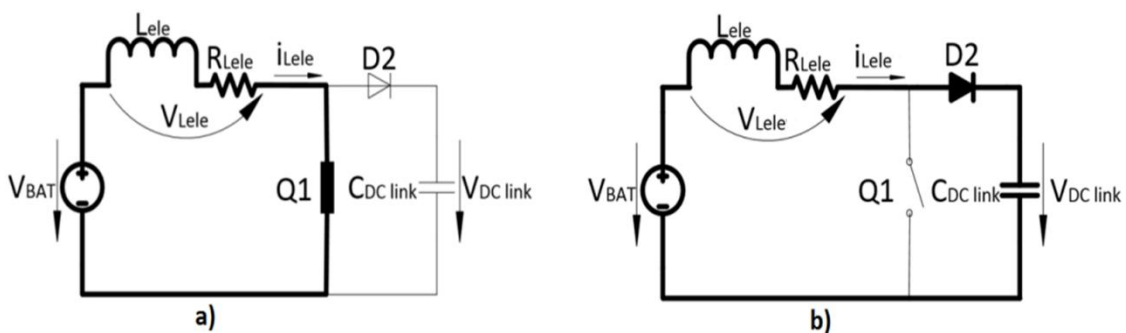 Lele
RLele
iLele
D2
VLele
VBAT
Q1
CDC link
VDC link
a)
Lele
RLele
iLele
D2
VLele
VBAT
Q1
CDC link
VDC link
b)